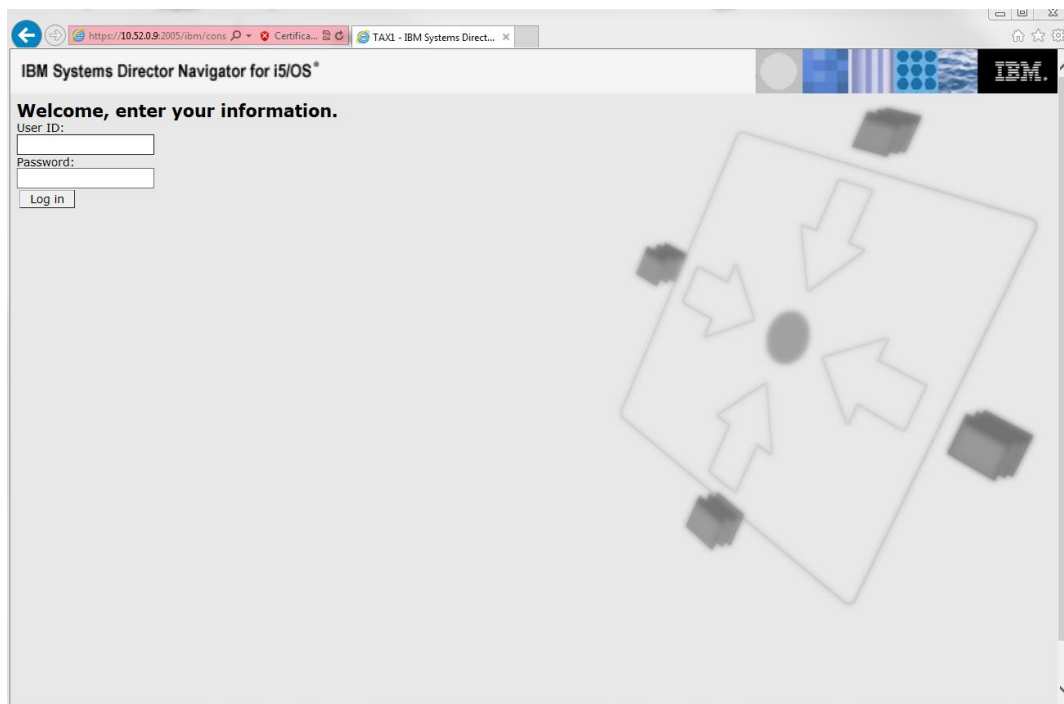 https://10.52.0.9:2005/ibm/cons
Certifica...
TAX1 - IBM Systems Direct...
IBM Systems Director Navigator for i5/OS®
IBM.
Welcome, enter your information.
User ID:
Password:
Log in